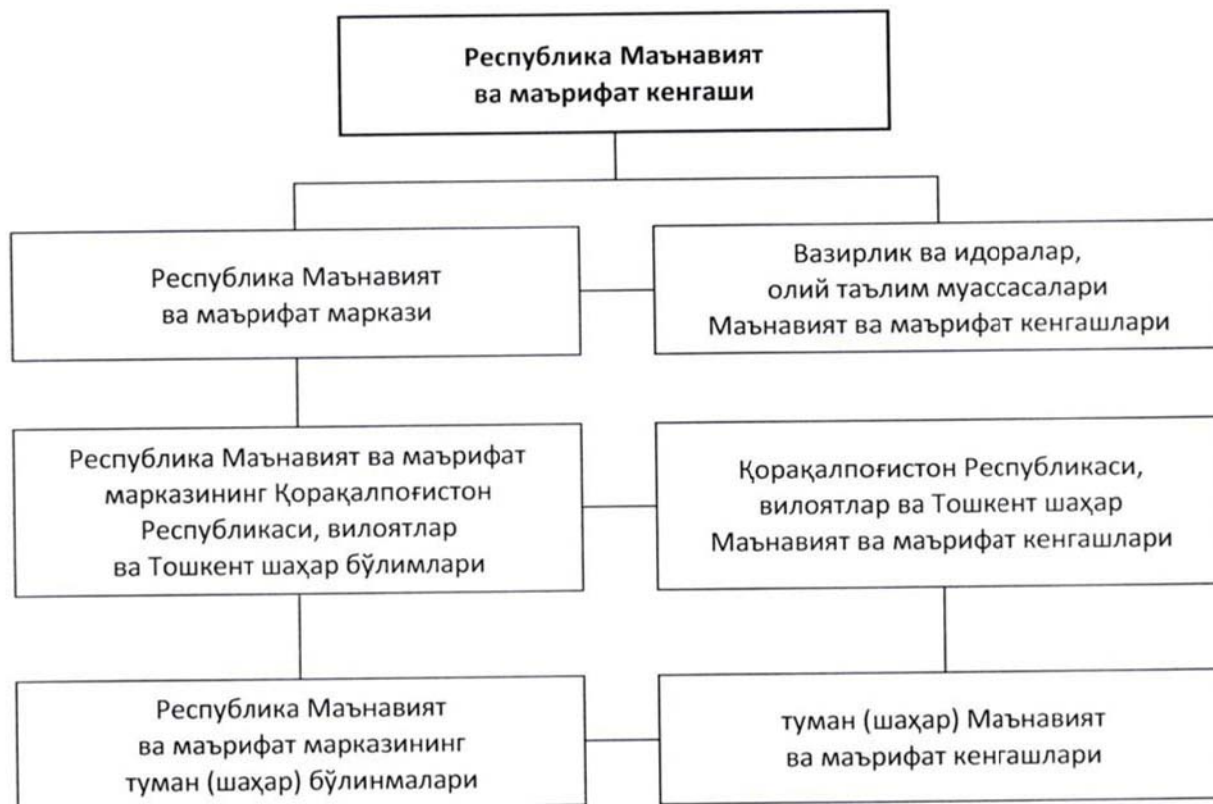 Республика Маънавият
ва маърифат кенгаши
Республика Маънавият
ва маърифат маркази
Вазирлик ва идоралар,
олий таълим муассасалари
Маънавият ва маърифат кенгашлари
Республика Маънавият ва маърифат
марказининг Қорақалпоғистон
Республикаси, вилоятлар
ва Тошкент шаҳар бўлимлари
Қорақалпоғистон Республикаси,
вилоятлар ва Тошкент шаҳар
Маънавият ва маърифат кенгашлари
Республика Маънавият
ва маърифат марказининг
туман (шаҳар) бўлинмалари
туман (шаҳар) Маънавият
ва маърифат кенгашлари